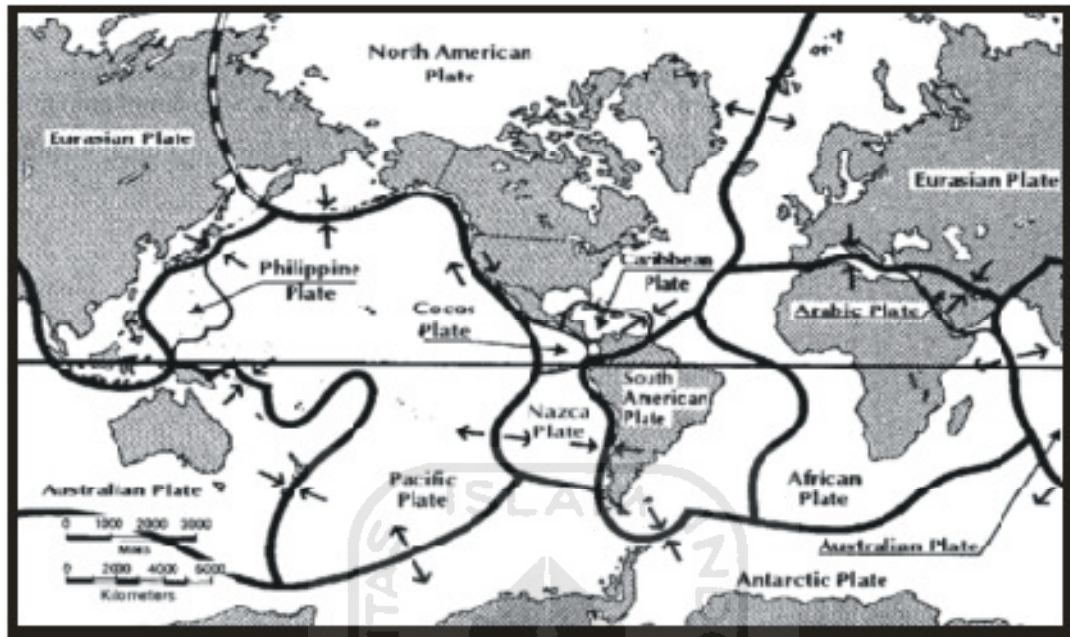 North American
Plate
Eurasian Plate
Eurasian Plate
Philippine
Plate
Caribbean
Plate
Cocos
Plate
Arabic Plate
South
American
Plate
Nazca
Plate
Pacific
Plate
African
Plate
Australian Plate
0 1000 2000 3000
Miles
0 2000 4000 6000
Kilometers
Australian Plate
Antarctic Plate
ISLAM